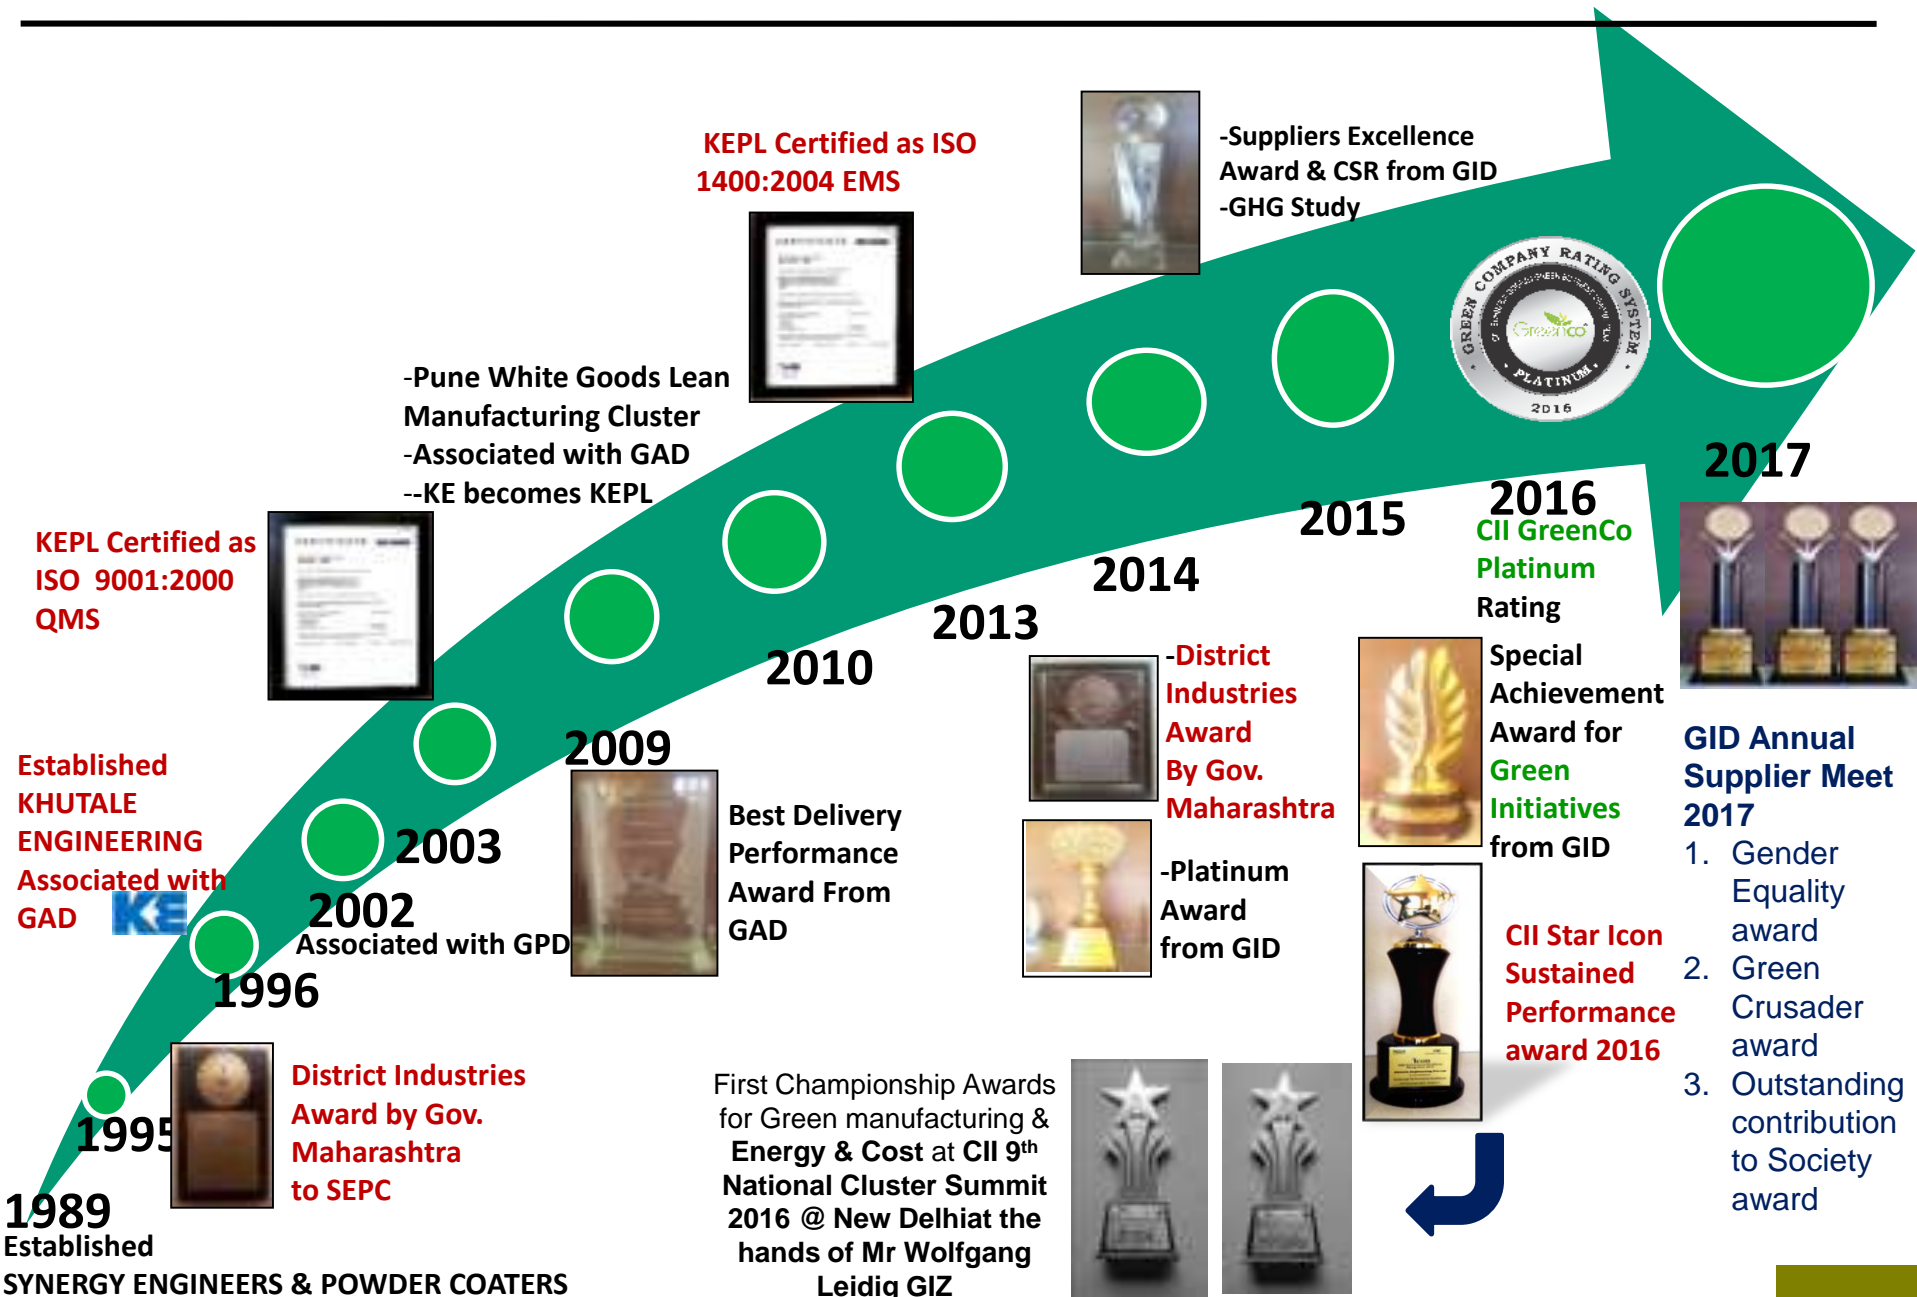 KEPL Certified as ISO
1400:2004 EMS
-Suppliers Excellence
Award & CSR from GID
-GHG Study
GREEN COMPANY RATING SYSTEM
Greenco
PLATINUM
2016
-Pune White Goods Lean
Manufacturing Cluster
-Associated with GAD
--KE becomes KEPL
KEPL Certified as
ISO 9001:2000
QMS
Established
KHUTALE
ENGINEERING
Associated with
GAD
KE
1989
Established
SYNERGY ENGINEERS & POWDER COATERS
1995
District Industries
Award by Gov.
Maharashtra
to SEPC
1996
2002
Associated with GPD
2003
2009
Best Delivery
Performance
Award From
GAD
2010
2013
2014
-District
Industries
Award
By Gov.
Maharashtra
-Platinum
Award
from GID
2015
2016
CII GreenCo
Platinum
Rating
Special
Achievement
Award for
Green
Initiatives
from GID
CII Star Icon
Sustained
Performance
award 2016
First Championship Awards
for Green manufacturing &
Energy & Cost at CII 9th
National Cluster Summit
2016 @ New Delhiat the
hands of Mr Wolfgang
Leidig GIZ
2017
GID Annual
Supplier Meet
2017
1. Gender
Equality
award
2. Green
Crusader
award
3. Outstanding
contribution
to Society
award